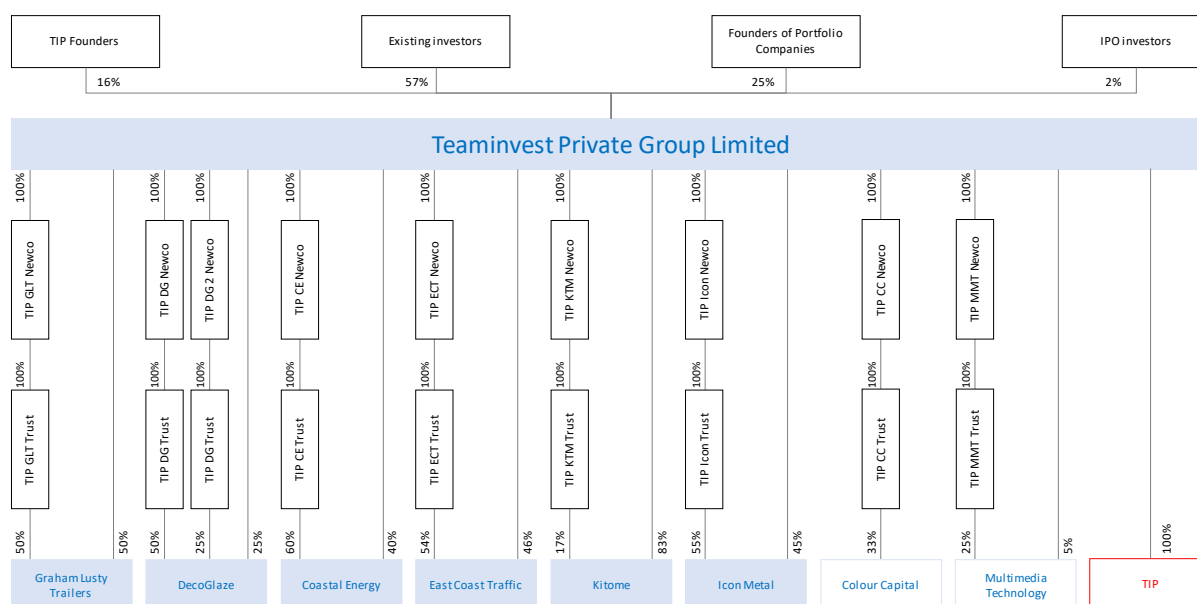 TIP Founders
Existing investors
Founders of Portfolio
Companies
IPO investors
16%
57%
25%
2%
Teaminvest Private Group Limited
100%
100%
100%
100%
100%
100%
100%
100%
100%
TIP GLT Newco
TIP DG Newco
TIP DG 2 Newco
TIP CE Newco
TIP ECT Newco
TIP KTM Newco
TIP Icon Newco
TIP CC Newco
TIP MMT Newco
100%
100%
100%
100%
100%
100%
100%
100%
100%
TIP GLT Trust
TIP DG Trust
TIP DG Trust
TIP CE Trust
TIP ECT Trust
TIP KTM Trust
TIP Icon Trust
TIP CC Trust
TIP MMT Trust
50%
50%
50%
25%
25%
60%
40%
54%
46%
17%
83%
55%
45%
33%
25%
5%
100%
Graham Lusty
Trailers
DecoGlaze
Coastal Energy
East Coast Traffic
Kitome
Icon Metal
Colour Capital
Multimedia
Technology
TIP